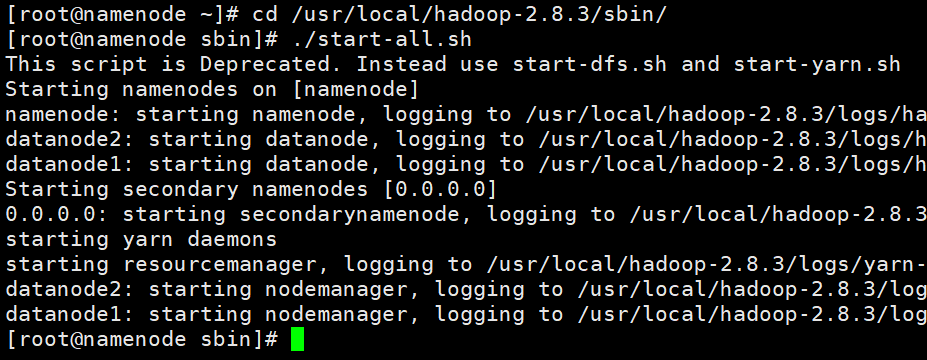 [root@namenode ~]# cd /usr/local/hadoop-2.8.3/sbin/
[root@namenode sbin]# ./start-all.sh
This script is Deprecated. Instead use start-dfs.sh and start-yarn.sh
Starting namenodes on [namenode]
namenode: starting namenode, logging to /usr/local/hadoop-2.8.3/logs/ha
datanode2: starting datanode, logging to /usr/local/hadoop-2.8.3/logs/h
datanode1: starting datanode, logging to /usr/local/hadoop-2.8.3/logs/h
Starting secondary namenodes [0.0.0.0]
0.0.0.0: starting secondarynamenode, logging to /usr/local/hadoop-2.8.3
starting yarn daemons
starting resourcemanager, logging to /usr/local/hadoop-2.8.3/logs/yarn-
datanode2: starting nodemanager, logging to /usr/local/hadoop-2.8.3/log
datanode1: starting nodemanager, logging to /usr/local/hadoop-2.8.3/log
[root@namenode sbin]#